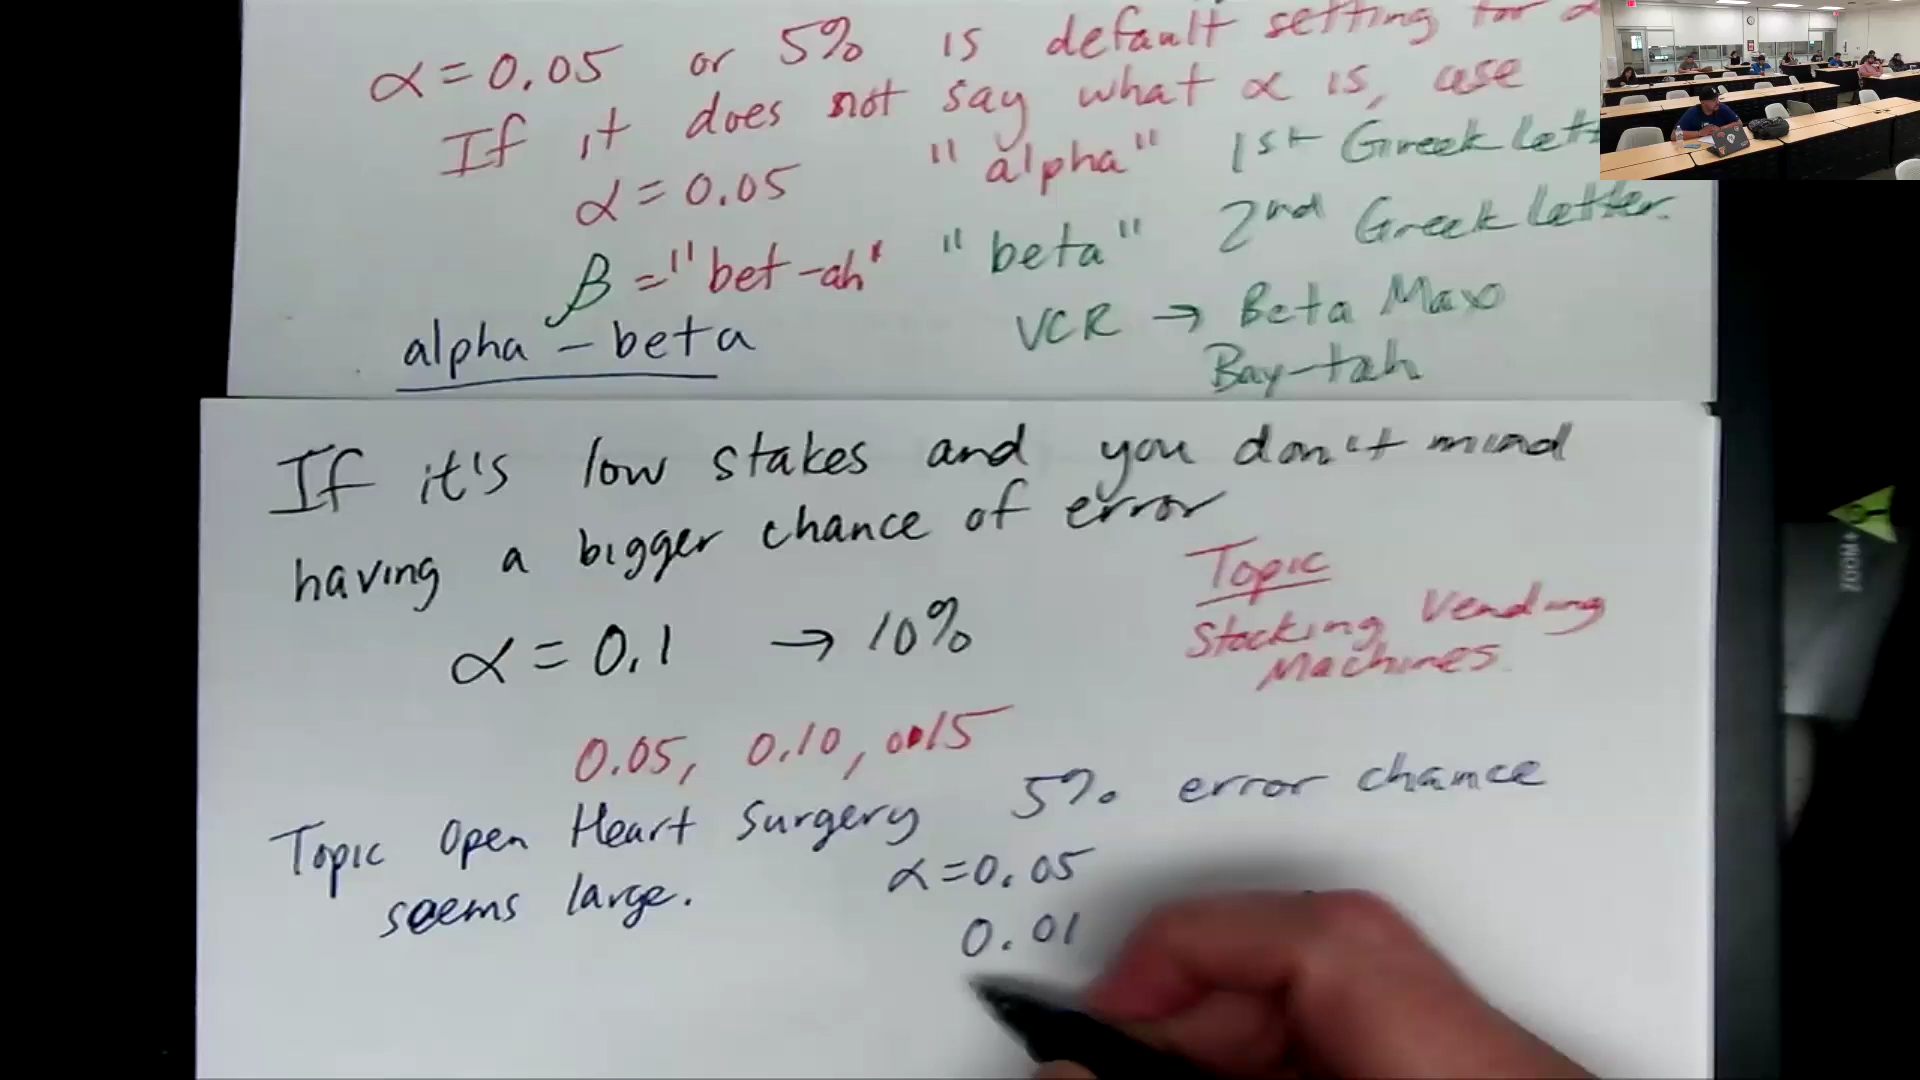 α = 0.05 or 5% is default setting for α
If it does not say what α is, use
α = 0.05 "alpha" 1st Greek Lett
β = "bet-ah" "beta" 2nd Greek Letter.
alpha - beta VCR → Beta Max
Bay-tah
If it's low stakes and you don't mind
having a bigger chance of error
α = 0.1 → 10%
Topic
Stocking Vending
Machines.
0.05, 0.10, 0.15
Topic Open Heart Surgery 5% error chance
seems large. α = 0.05
0.01
ZOOM+